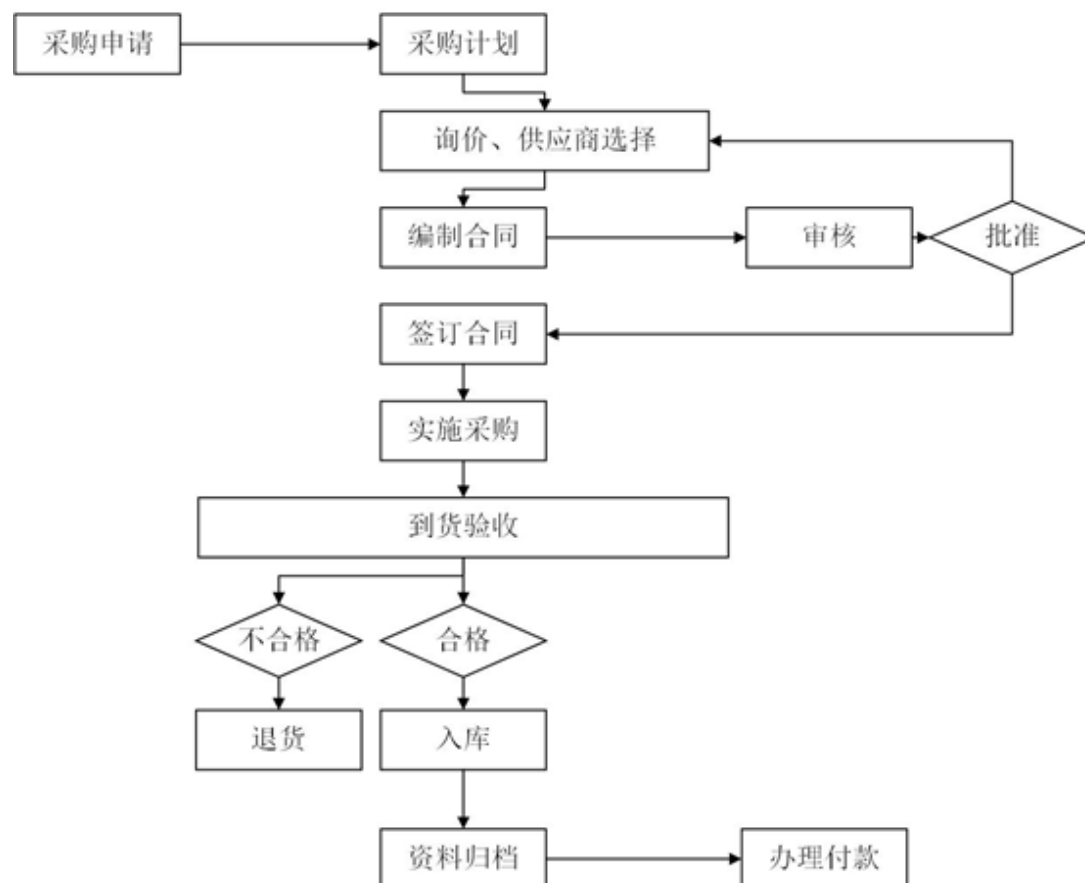 采购申请
采购计划
询价、供应商选择
编制合同
审核
批准
签订合同
实施采购
到货验收
不合格
合格
退货
入库
资料归档
办理付款